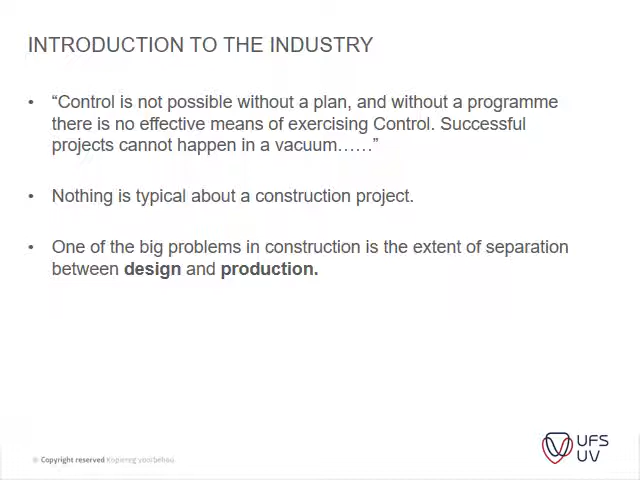 INTRODUCTION TO THE INDUSTRY
• “Control is not possible without a plan, and without a programme
there is no effective means of exercising Control. Successful
projects cannot happen in a vacuum……”
• Nothing is typical about a construction project.
• One of the big problems in construction is the extent of separation
between design and production.
© Copyright reserved Kopiereg voorbehou
UFS
UV